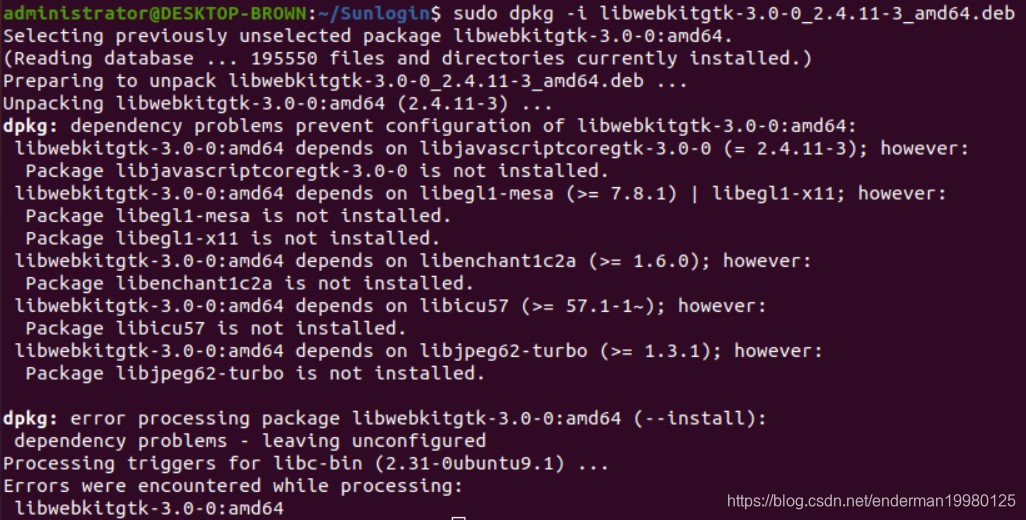 administrator@DESKTOP-BROWN:~/Sunlogin$ sudo dpkg -i libwebkitgtk-3.0-0_2.4.11-3_amd64.deb
Selecting previously unselected package libwebkitgtk-3.0-0:amd64.
(Reading database ... 195550 files and directories currently installed.)
Preparing to unpack libwebkitgtk-3.0-0_2.4.11-3_amd64.deb ...
Unpacking libwebkitgtk-3.0-0:amd64 (2.4.11-3) ...
dpkg: dependency problems prevent configuration of libwebkitgtk-3.0-0:amd64:
 libwebkitgtk-3.0-0:amd64 depends on libjavascriptcoregtk-3.0-0 (= 2.4.11-3); however:
  Package libjavascriptcoregtk-3.0-0 is not installed.
 libwebkitgtk-3.0-0:amd64 depends on libegl1-mesa (>= 7.8.1) | libegl1-x11; however:
  Package libegl1-mesa is not installed.
  Package libegl1-x11 is not installed.
 libwebkitgtk-3.0-0:amd64 depends on libenchant1c2a (>= 1.6.0); however:
  Package libenchant1c2a is not installed.
 libwebkitgtk-3.0-0:amd64 depends on libicu57 (>= 57.1-1~); however:
  Package libicu57 is not installed.
 libwebkitgtk-3.0-0:amd64 depends on libjpeg62-turbo (>= 1.3.1); however:
  Package libjpeg62-turbo is not installed.

dpkg: error processing package libwebkitgtk-3.0-0:amd64 (--install):
 dependency problems - leaving unconfigured
Processing triggers for libc-bin (2.31-0ubuntu9.1) ...
Errors were encountered while processing:
 libwebkitgtk-3.0-0:amd64
https://blog.csdn.net/enderman19980125